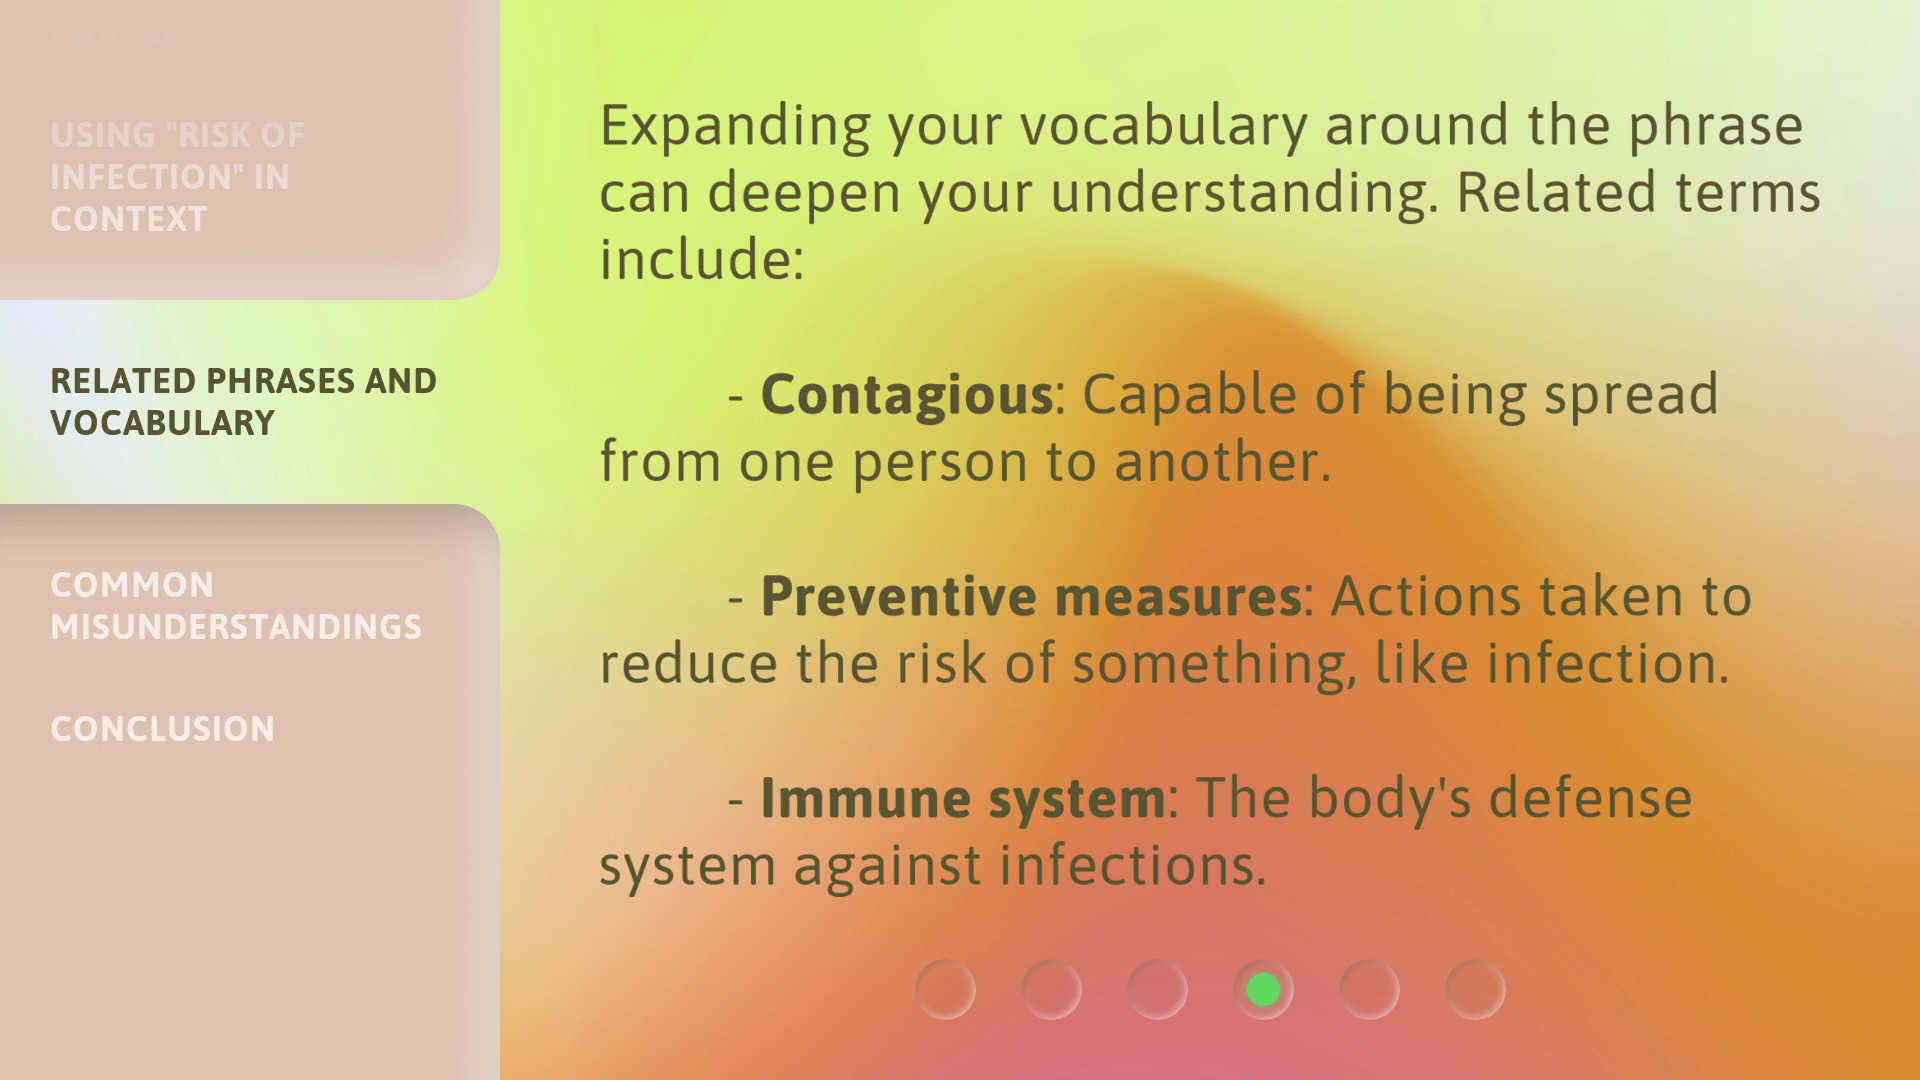 PHRASE
USING "RISK OF
INFECTION" IN
CONTEXT
RELATED PHRASES AND
VOCABULARY
COMMON
MISUNDERSTANDINGS
CONCLUSION
Expanding your vocabulary around the phrase
can deepen your understanding. Related terms
include:
- Contagious: Capable of being spread
from one person to another.
- Preventive measures: Actions taken to
reduce the risk of something, like infection.
- Immune system: The body's defense
system against infections.